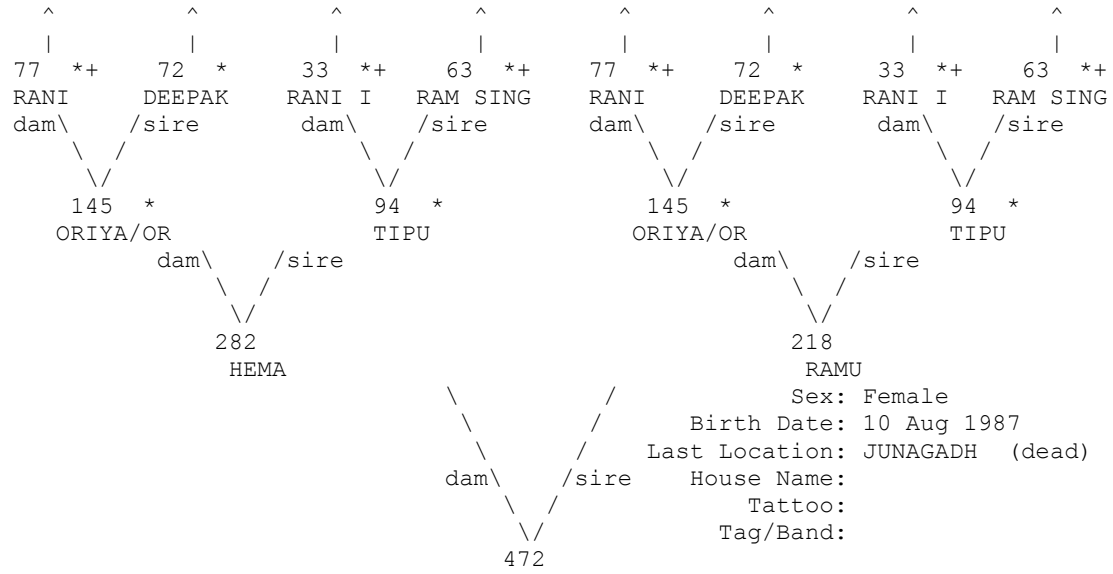 ^ ^ ^ ^ ^ ^ ^ ^
| | | | | | | |
77 *+ 72 * 33 *+ 63 *+ 77 *+ 72 * 33 *+ 63 *+
RANI DEEPAK RANI I RAM SING RANI DEEPAK RANI I RAM SING
dam\ /sire dam\ /sire dam\ /sire dam\ /sire
\ / \ / \ / \ /
\/ \/ \/ \/
145 * 94 * 145 * 94 *
ORIYA/OR TIPU ORIYA/OR TIPU
dam\ /sire dam\ /sire
\ / \ /
\/ \/
282 218
HEMA RAMU
\ / Sex: Female
\ / Birth Date: 10 Aug 1987
\ / Last Location: JUNAGADH (dead)
dam\ /sire House Name:
\ / Tattoo:
\/ Tag/Band:
472